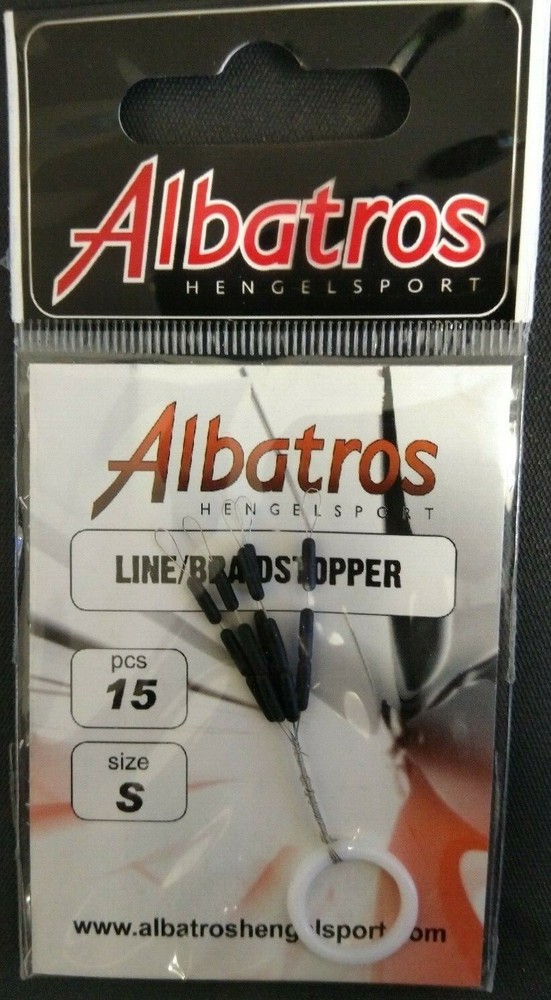 Albatros
HENGELSPORT
Albatros
HENGELSPORT
LINE/BRAIDSTOPPER
pcs
15
size
S
www.albatroshengelsport.com